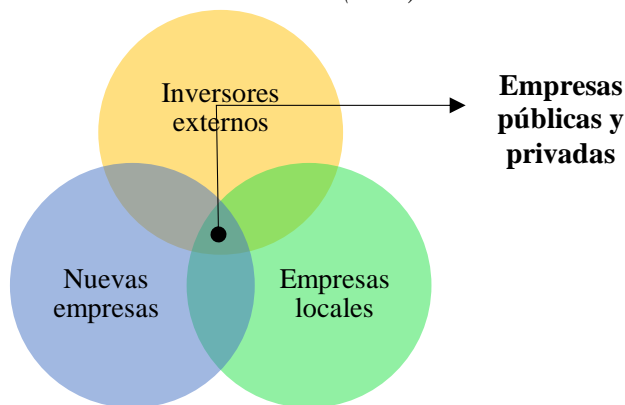 Inversores
externos
Empresas
públicas y
privadas
Nuevas
empresas
Empresas
locales